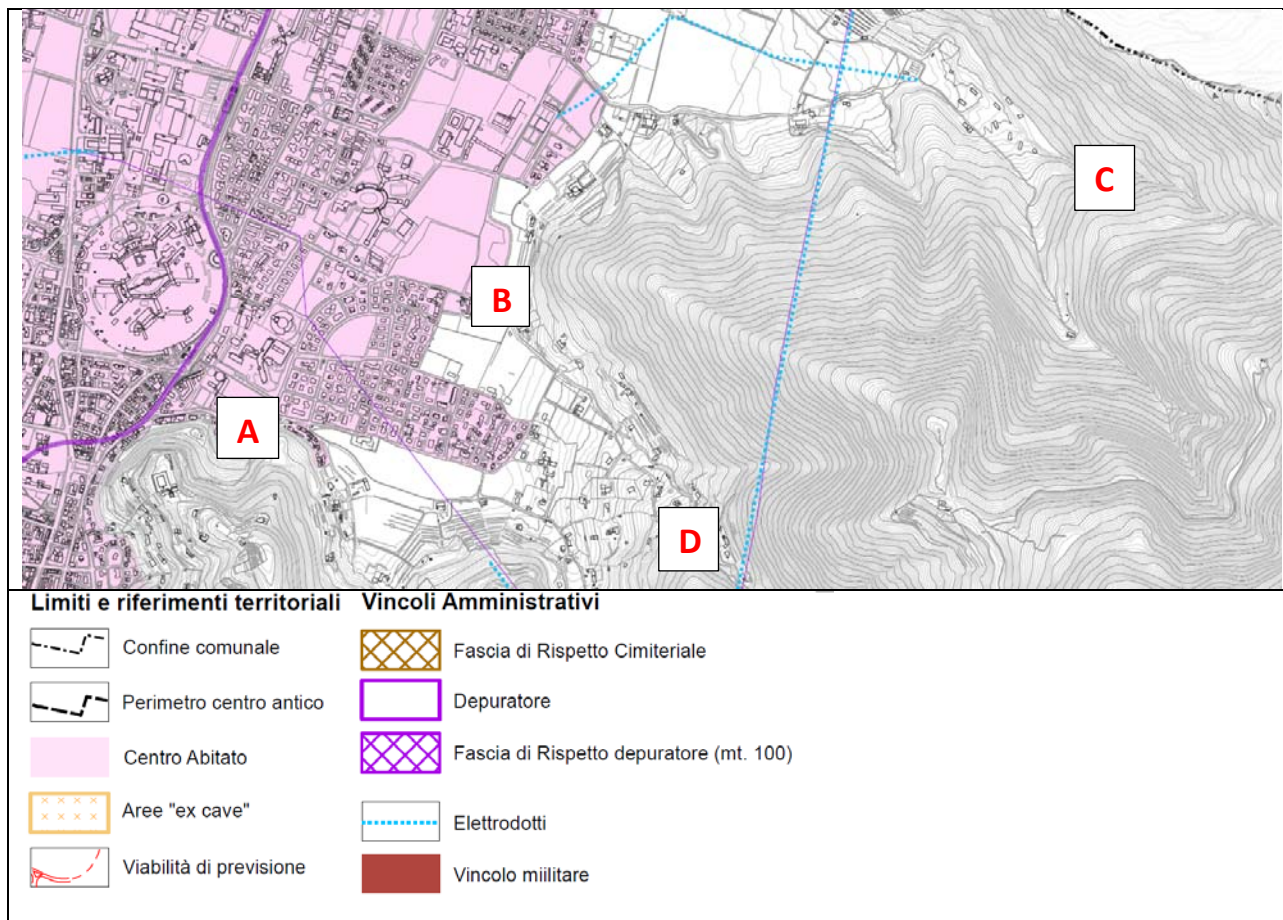 C
B
A
D
Limiti e riferimenti territoriali
Confine comunale
Perimetro centro antico
Centro Abitato
Aree "ex cave"
Viabilità di previsione
Vincoli Amministrativi
Fascia di Rispetto Cimiteriale
Depuratore
Fascia di Rispetto depuratore (mt. 100)
Elettrodotti
Vincolo miilitare